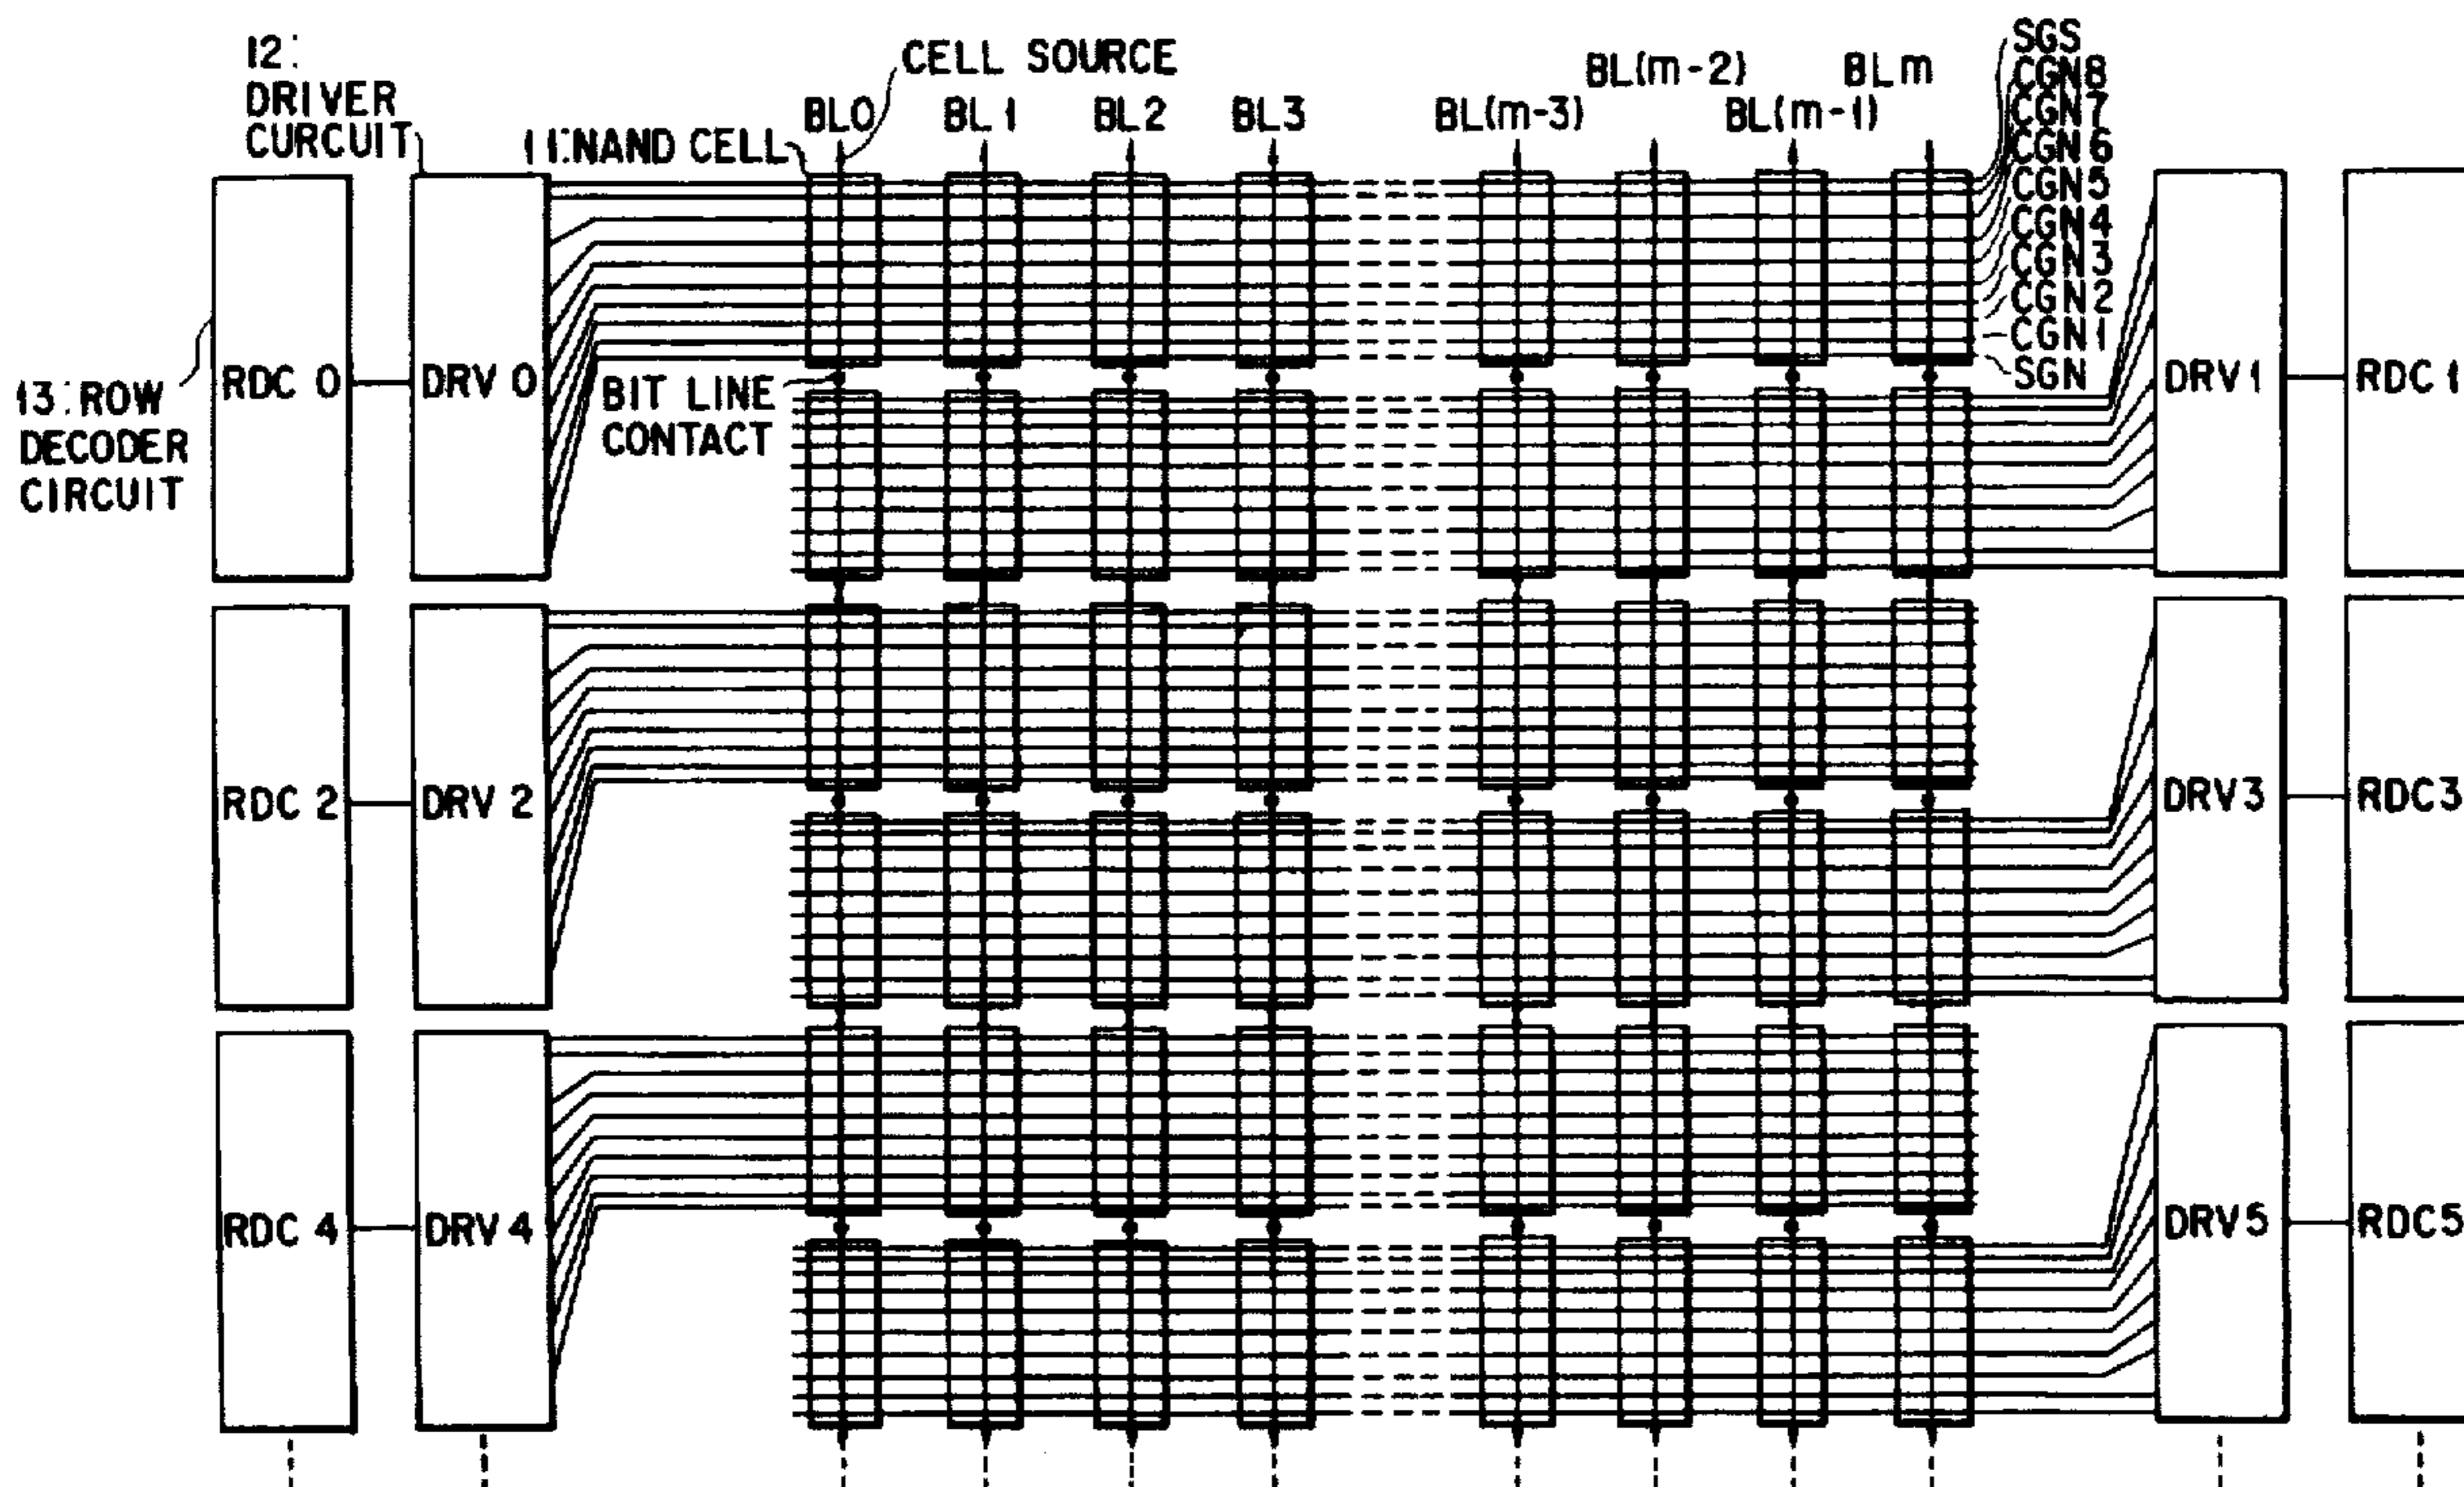 12:
DRIVER
CURCUIT
CELL SOURCE
11:NAND CELL
BL0
BL1
BL2
BL3
BL(m-3)
BL(m-2)
BL(m-1)
BLm
SGS
CGN8
CGN7
CGN6
CGN5
CGN4
CGN3
CGN2
CGN1
SGN
13:ROW
DECODER
CIRCUIT
RDC 0
DRV 0
BIT LINE
CONTACT
DRV1
RDC1
RDC 2
DRV 2
DRV3
RDC3
RDC 4
DRV4
DRV5
RDC5